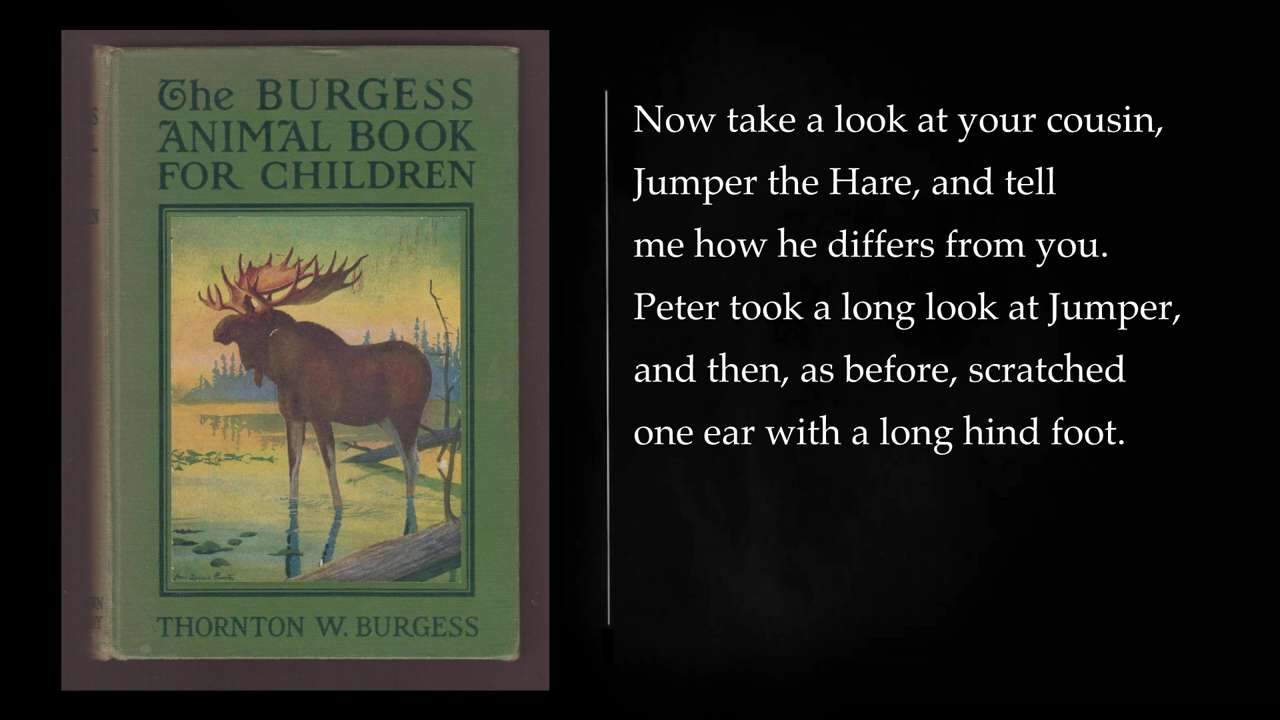 The BURGESS
ANIMAL BOOK
FOR CHILDREN
THORNTON W. BURGESS
Now take a look at your cousin,
Jumper the Hare, and tell
me how he differs from you.
Peter took a long look at Jumper,
and then, as before, scratched
one ear with a long hind foot.